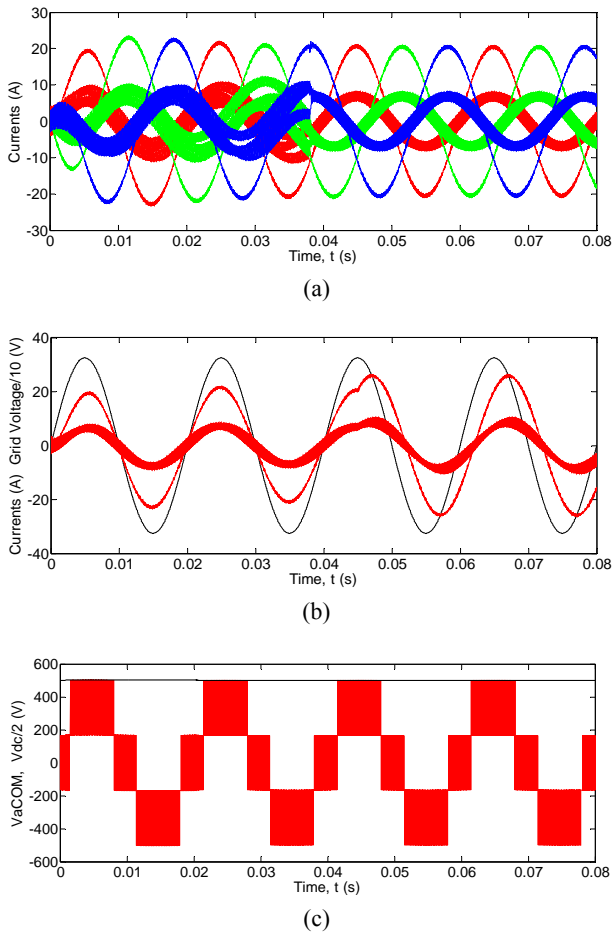 30
20
10
0
-10
-20
-30
Currents (A)
0 0.01 0.02 0.03 0.04 0.05 0.06 0.07 0.08
Time, t (s)
(a)
40
20
0
-20
-40
Currents (A)  Grid Voltage/10 (V)
0 0.01 0.02 0.03 0.04 0.05 0.06 0.07 0.08
Time, t (s)
(b)
600
400
200
0
-200
-400
-600
VaCOM,  Vdc/2 (V)
0 0.01 0.02 0.03 0.04 0.05 0.06 0.07 0.08
Time, t (s)
(c)